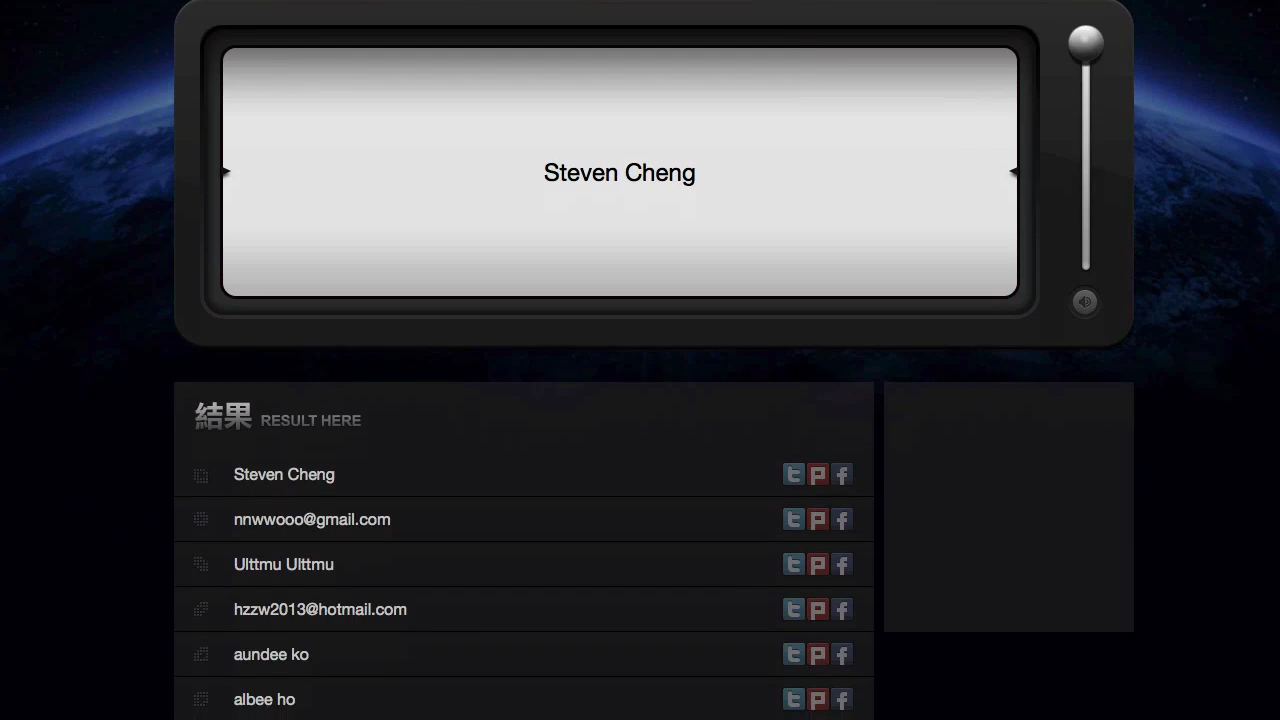 Steven Cheng
結果 RESULT HERE
Steven Cheng
nnwwooo@gmail.com
Ulttmu Ulttmu
hzzw2013@hotmail.com
aundee ko
albee ho